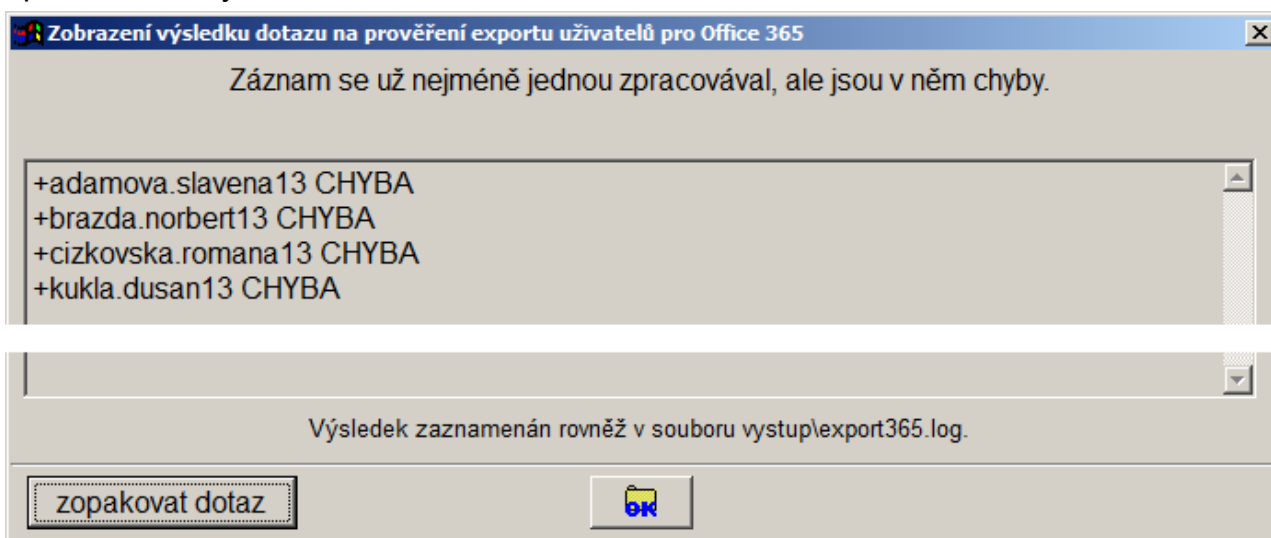 Zobrazení výsledku dotazu na prověření exportu uživatelů pro Office 365
Záznam se už nejméně jednou zpracovával, ale jsou v něm chyby.
+adamova.slavena13 CHYBA
+brazda.norbert13 CHYBA
+cizkovska.romana13 CHYBA
+kukla.dusan13 CHYBA
Výsledek zaznamenán rovněž v souboru vystup\export365.log.
zopakovat dotaz
OK